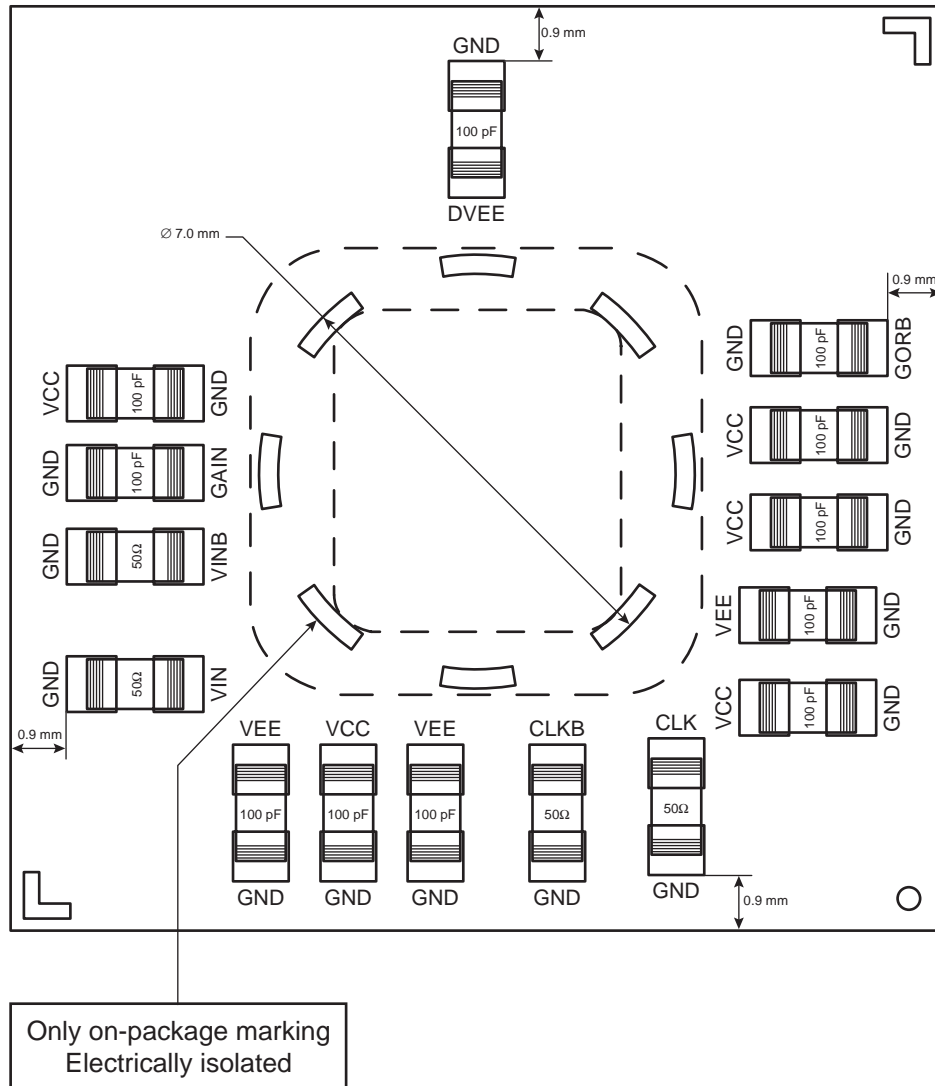 0.9 mm
GND
100 pF
DVEE
Ø 7.0 mm
0.9 mm
GND
100 pF
GORB
VCC
100 pF
GND
VCC
100 pF
GND
GND
100 pF
GAIN
VCC
100 pF
GND
GND
50Ω
VINB
VEE
100 pF
GND
GND
50Ω
VIN
VCC
100 pF
GND
0.9 mm
VEE
VCC
VEE
CLKB
CLK
100 pF
100 pF
100 pF
50Ω
50Ω
GND
GND
GND
GND
GND
0.9 mm
Only on-package marking
Electrically isolated